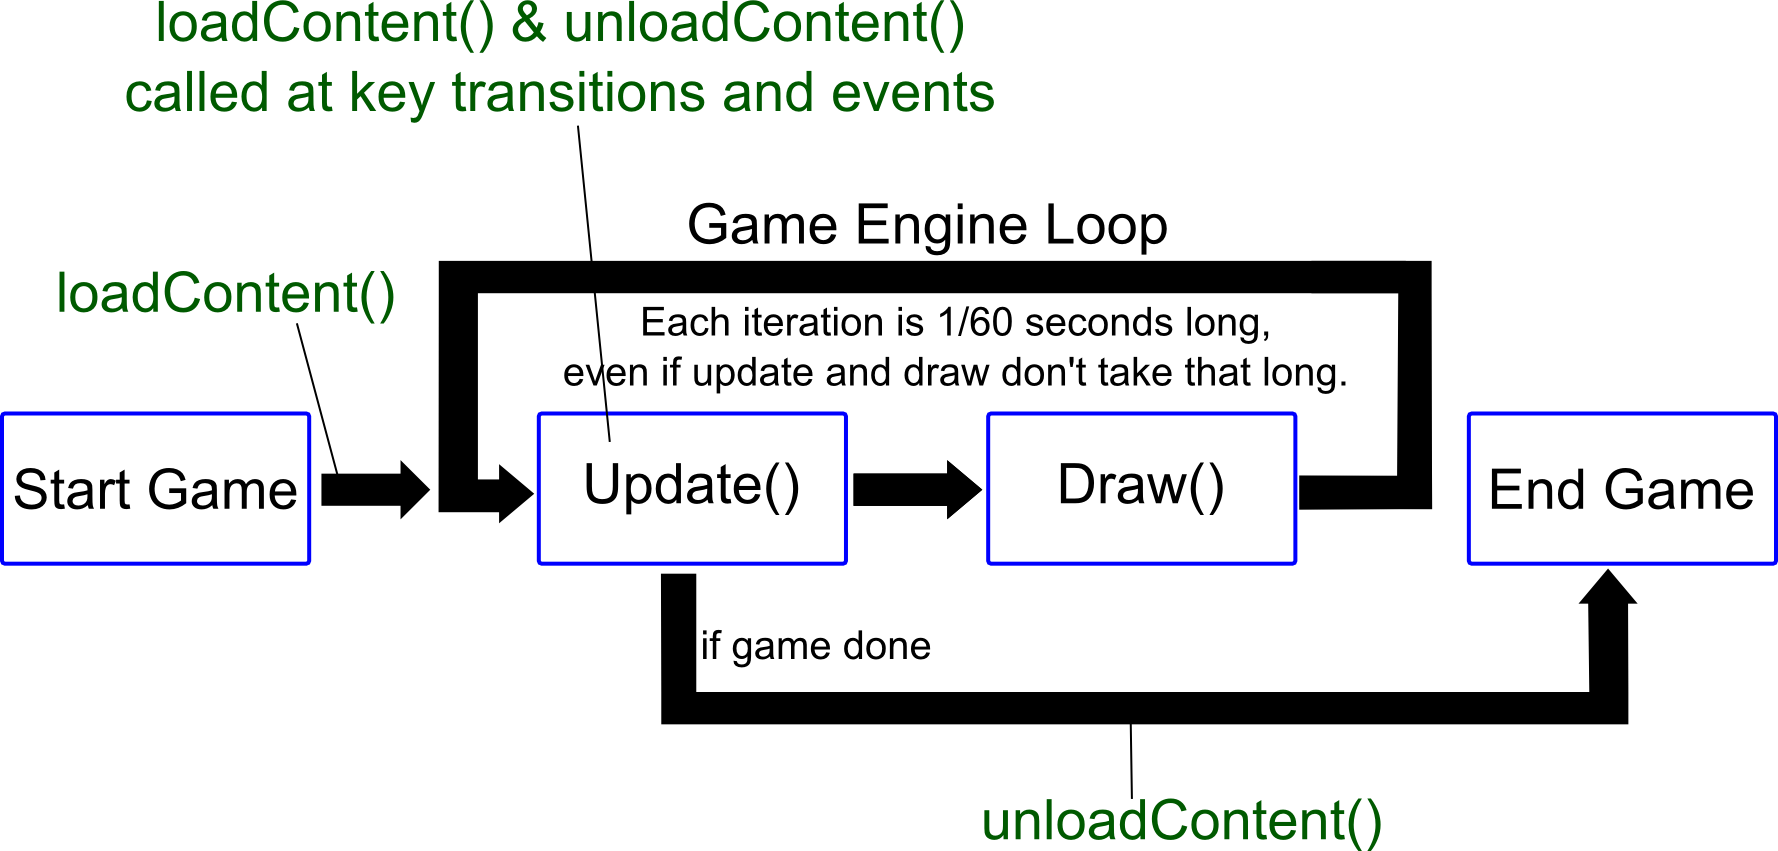 loadContent() & unloadContent()
called at key transitions and events
Game Engine Loop
loadContent()
Each iteration is 1/60 seconds long,
even if update and draw don't take that long.
Start Game
Update()
Draw()
End Game
if game done
unloadContent()